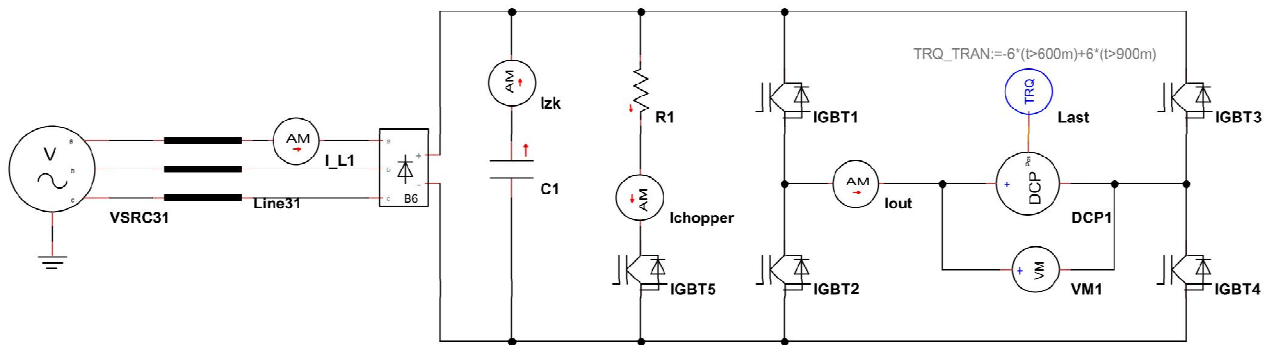 TRQ_TRAN:=-6*(t>600m)+6*(t>900m)
AM
Izk
TRQ
Last
R1
IGBT1
IGBT3
V
AM
I_L1
B6
VSRC31
Line31
C1
AM
Ichopper
AM
Iout
DCP
DCP1
IGBT5
IGBT2
VM
VM1
IGBT4